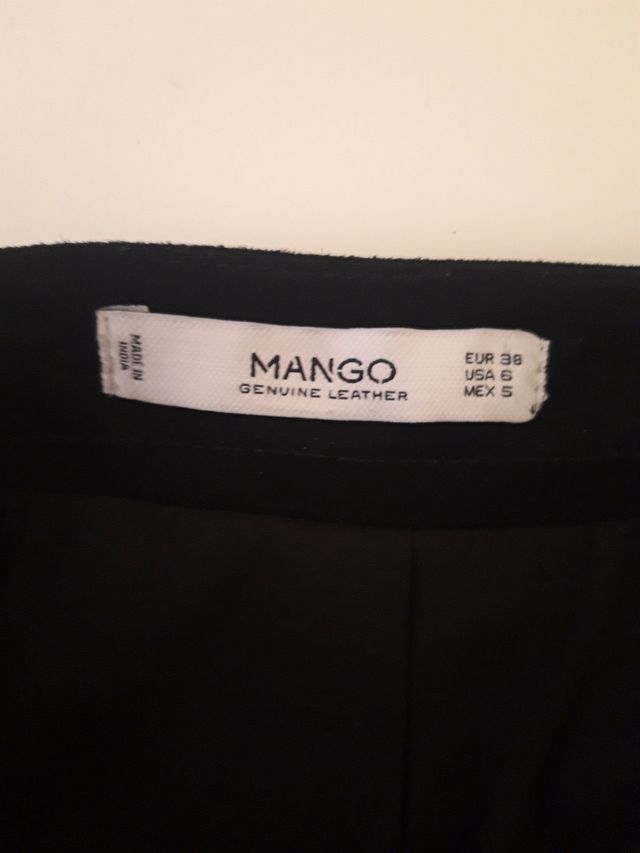 MADE IN
INDIA
MANGO
GENUINE LEATHER
EUR 38
USA 6
MEX 5